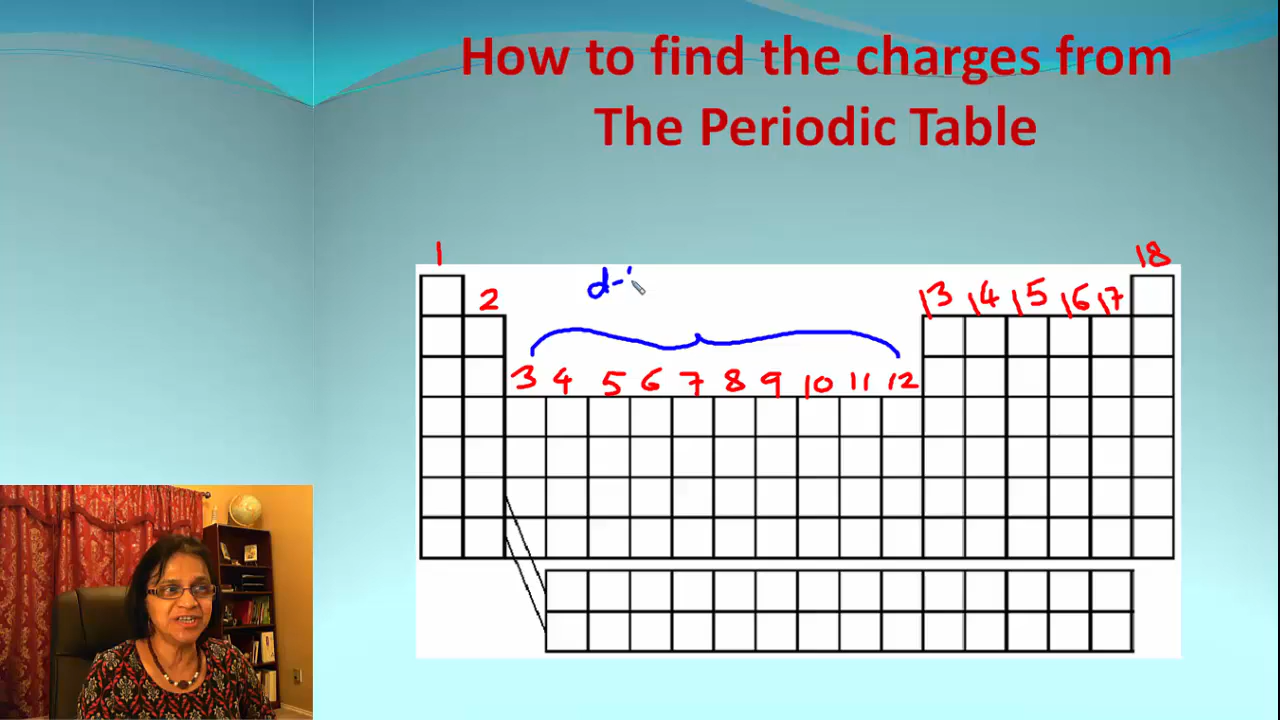 How to find the charges from
The Periodic Table
1
18
2
d-
13 14 15 16 17
3 4 5 6 7 8 9 10 11 12